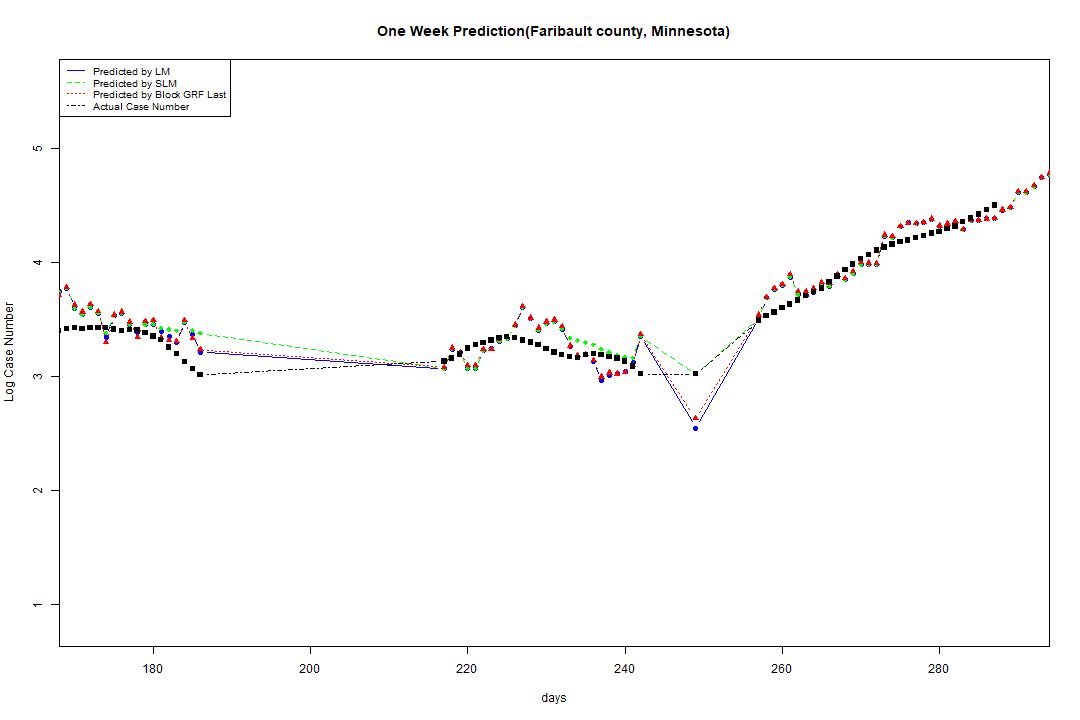 One Week Prediction(Faribault county, Minnesota)
Predicted by LM
Predicted by SLM
Predicted by Block GRF Last
Actual Case Number
5
4
3
2
1
Log Case Number
180 200 220 240 260 280
days